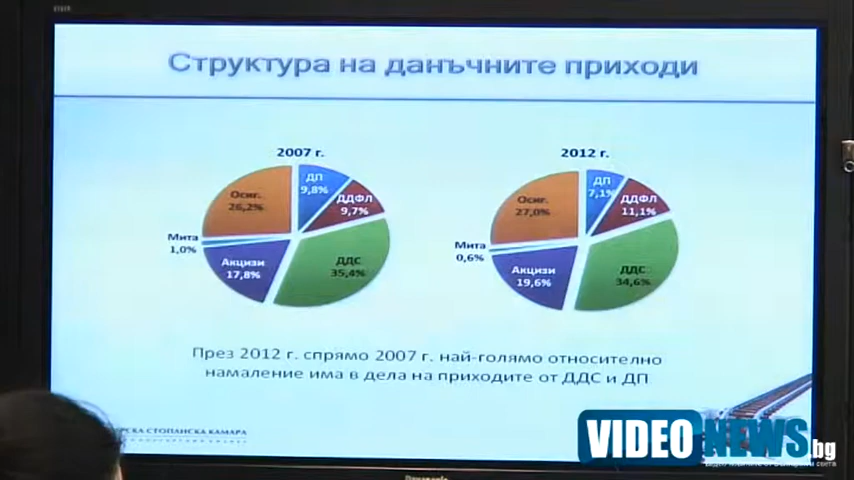 Структура на данъчните приходи
2007 г.
ДП
9,8%
ДДФЛ
9,7%
ДДС
35,4%
Акцизи
17,8%
Мита
1,0%
Осиг.
26,2%
2012 г.
ДП
7,1%
ДДФЛ
11,1%
ДДС
34,6%
Акцизи
19,6%
Мита
0,6%
Осиг.
27,0%
През 2012 г. спрямо 2007 г. най-голямо относително
намаление има в дела на приходите от ДДС и ДП
РСКА СТОПАНСКА КАМАРА
VIDEONEWS.bg
Panasonic